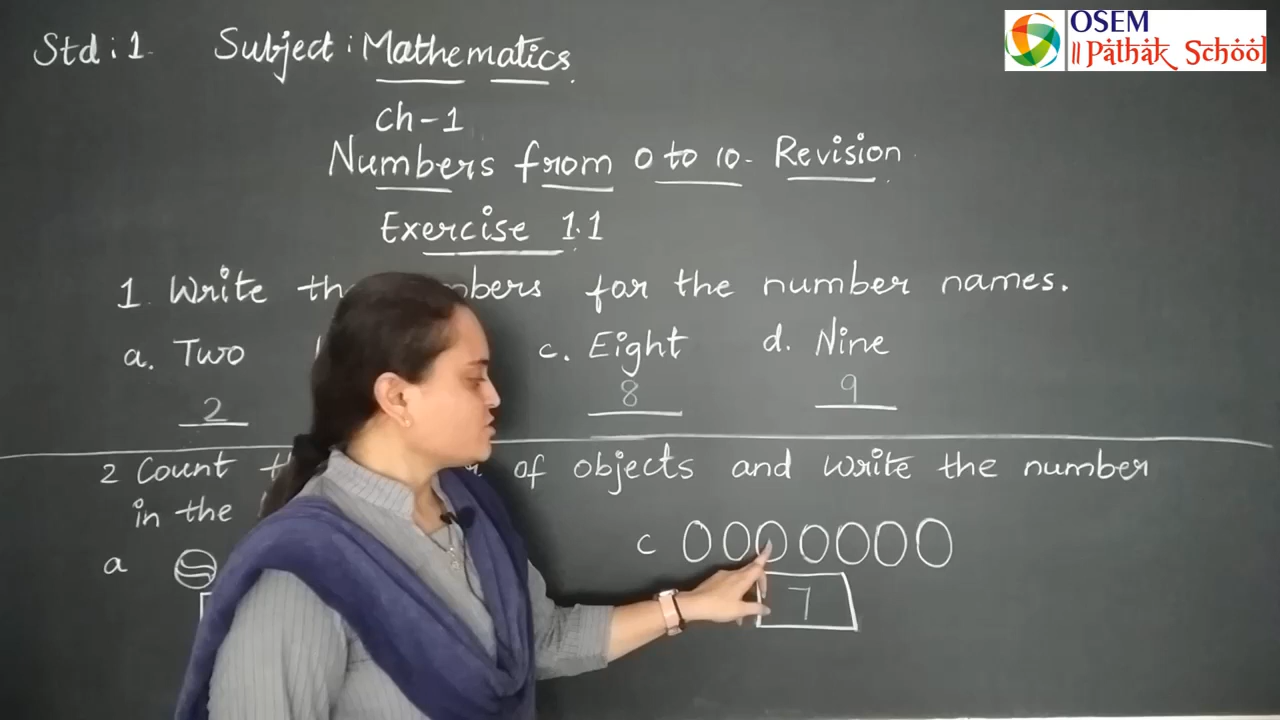 OSEM
Pathak School
Std : 1. Subject : Mathematics
Ch - 1
Numbers from 0 to 10 - Revision
Exercise 1.1
1. Write for the number names.
a. Two c. Eight d. Nine
2 8 9
2 Count of objects and write the number
in the
a c
7